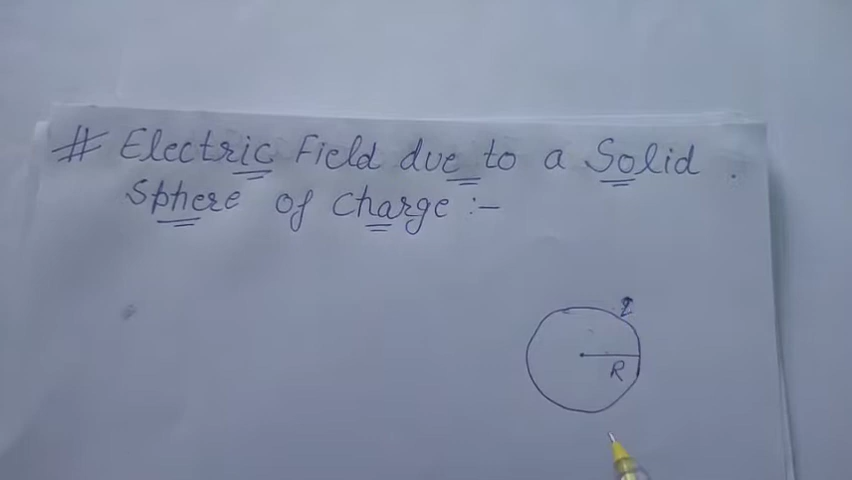 # Electric Field due to a Solid
Sphere of Charge :-
q
R